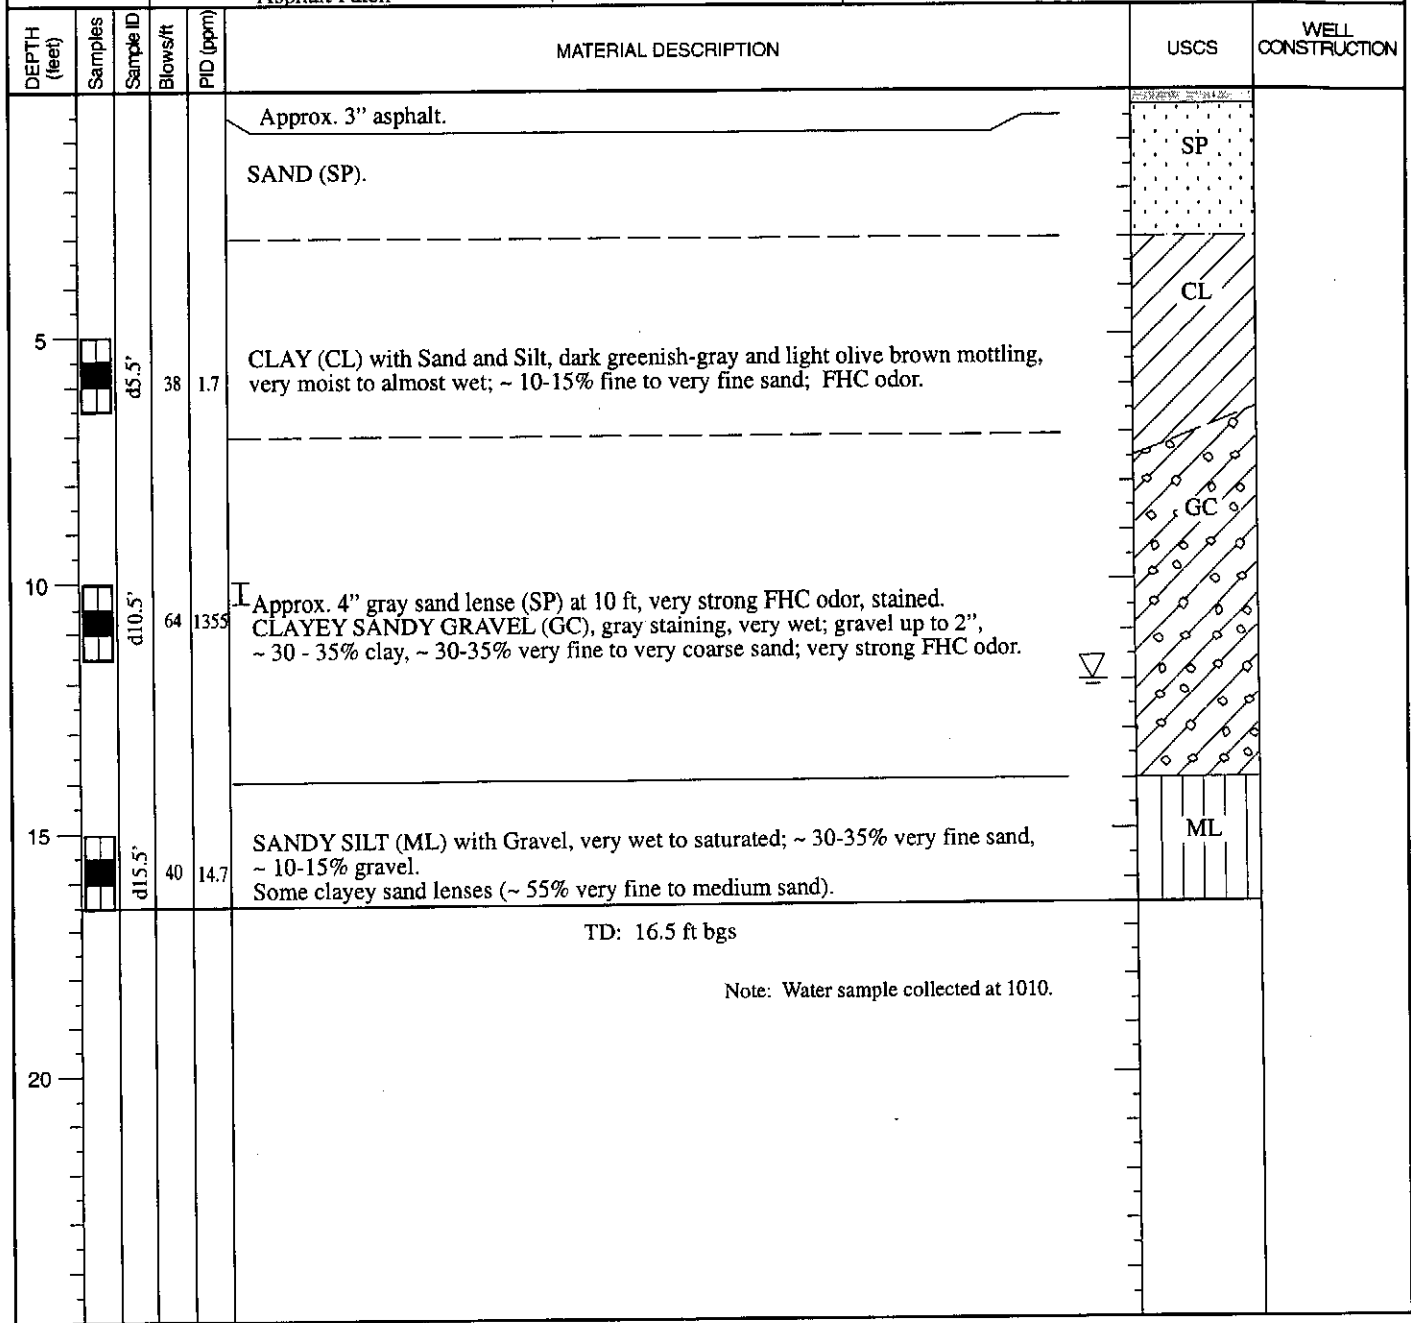 DEPTH (feet)
Samples
Sample ID
Blows/ft
PID (ppm)
MATERIAL DESCRIPTION
USCS
WELL
CONSTRUCTION
Approx. 3” asphalt.
SP
SAND (SP).
CL
5
d5.5’
38
1.7
CLAY (CL) with Sand and Silt, dark greenish-gray and light olive brown mottling,
very moist to almost wet; ~ 10-15% fine to very fine sand; FHC odor.
GC
10
d10.5’
64
1355
Approx. 4” gray sand lense (SP) at 10 ft, very strong FHC odor, stained.
CLAYEY SANDY GRAVEL (GC), gray staining, very wet; gravel up to 2”,
~ 30 - 35% clay, ~ 30-35% very fine to very coarse sand; very strong FHC odor.
15
d15.5’
40
14.7
SANDY SILT (ML) with Gravel, very wet to saturated; ~ 30-35% very fine sand,
~ 10-15% gravel.
Some clayey sand lenses (~ 55% very fine to medium sand).
ML
TD: 16.5 ft bgs
Note: Water sample collected at 1010.
20